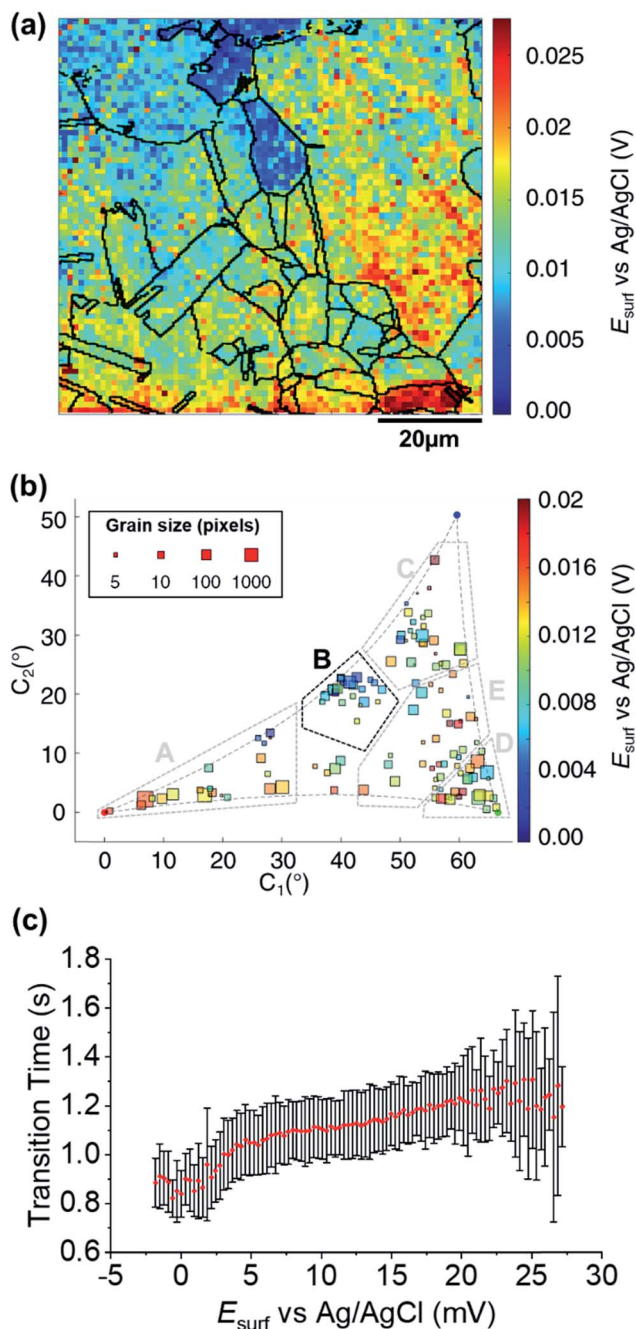 (a)
0.025
0.02
0.015
0.01
0.005
0.00
E_surf vs Ag/AgCl (V)
20μm
(b)
Grain size (pixels)
5 10 100 1000
50
40
30
20
10
0
C₂(°)
0 10 20 30 40 50 60
C₁(°)
A
B
C
E
D
0.02
0.016
0.012
0.008
0.004
0.00
E_surf vs Ag/AgCl (V)
(c)
1.8
1.6
1.4
1.2
1.0
0.8
0.6
Transition Time (s)
-5 0 5 10 15 20 25 30
E_surf vs Ag/AgCl (mV)